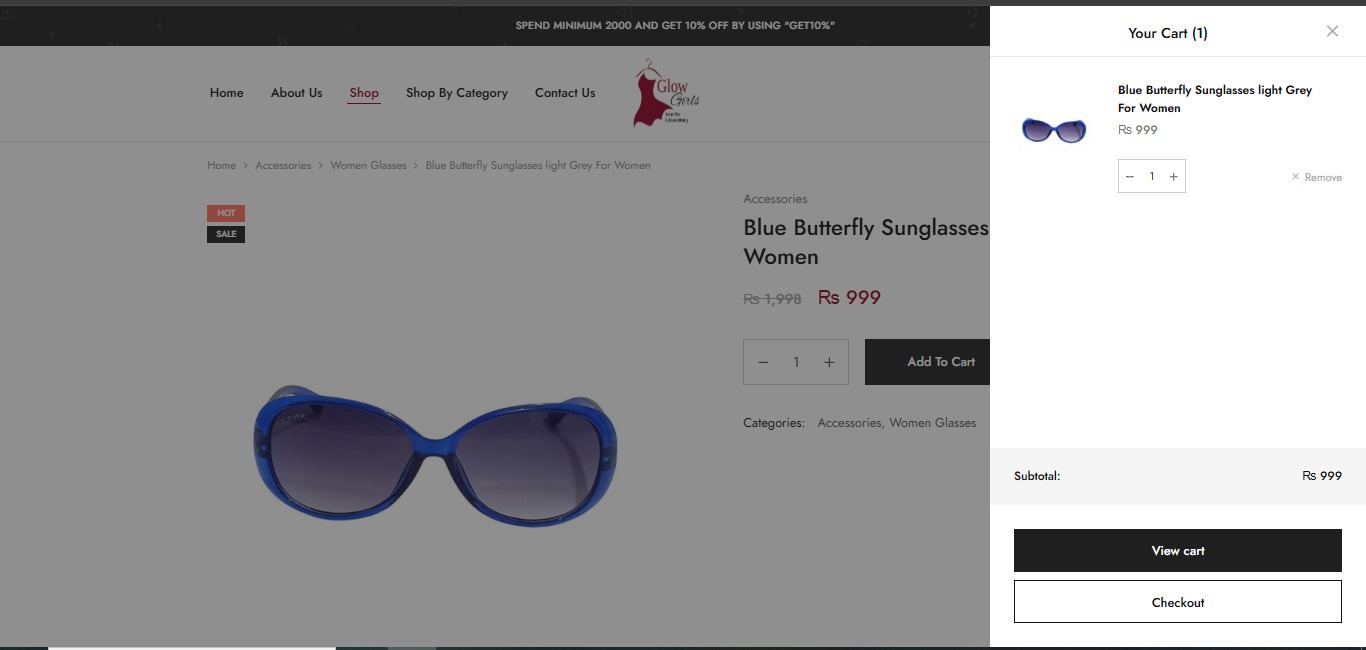 SPEND MINIMUM 2000 AND GET 10% OFF BY USING "GET10%"
Home
About Us
Shop
Shop By Category
Contact Us
Glow
Girls
Home > Accessories > Women Glasses > Blue Butterfly Sunglasses light Grey For Women
HOT
SALE
Accessories
Blue Butterfly Sunglasses
Women
Rs 1,998 Rs 999
− 1 +
Add To Cart
Categories: Accessories, Women Glasses
Your Cart (1)
Blue Butterfly Sunglasses light Grey
For Women
Rs 999
− 1 +
× Remove
Subtotal: Rs 999
View cart
Checkout